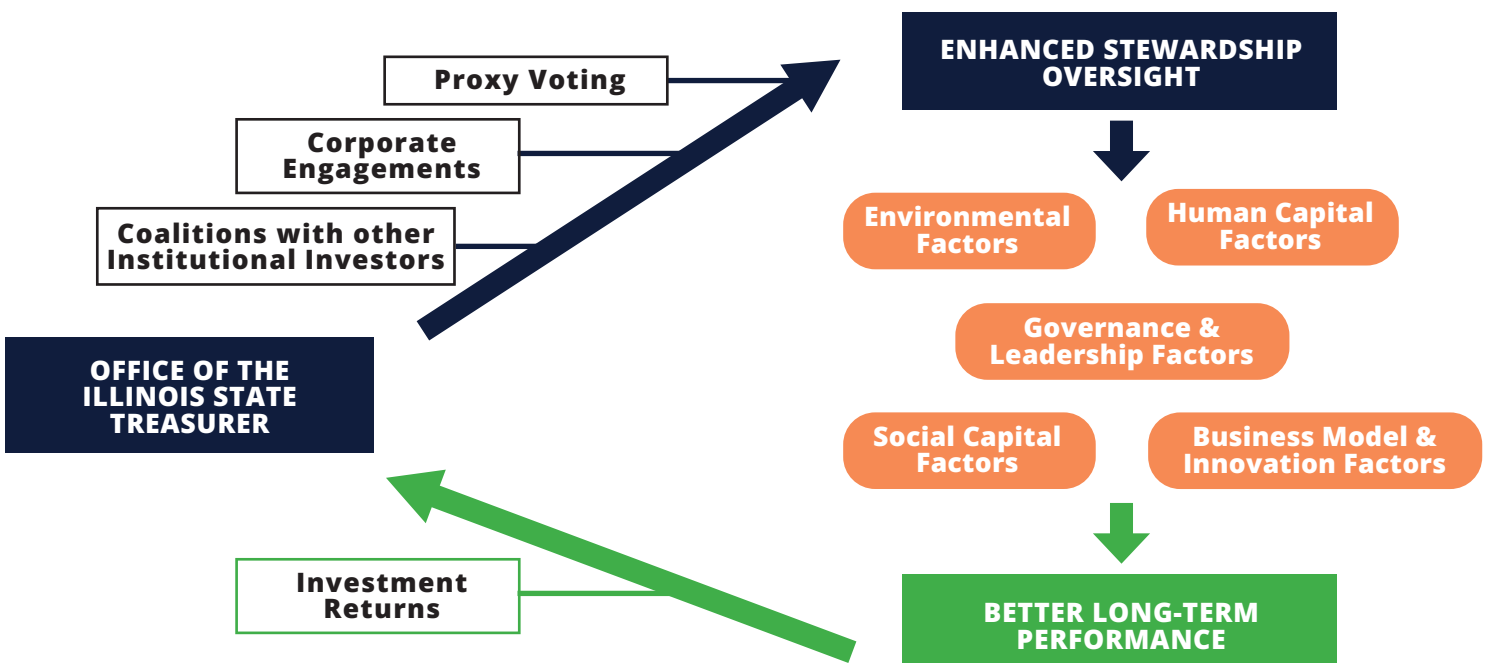 Proxy Voting
Corporate
Engagements
Coalitions with other
Institutional Investors
OFFICE OF THE
ILLINOIS STATE
TREASURER
ENHANCED STEWARDSHIP
OVERSIGHT
Environmental
Factors
Human Capital
Factors
Governance &
Leadership Factors
Social Capital
Factors
Business Model &
Innovation Factors
BETTER LONG-TERM
PERFORMANCE
Investment
Returns